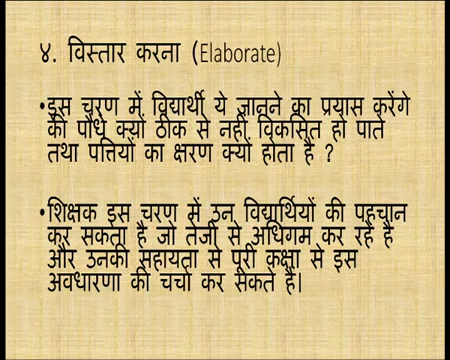 ४. विस्तार करना (Elaborate)
•इस चरण में विद्यार्थी ये जानने का प्रयास करेंगे
की पौधे क्यों ठीक से नहीं विकसित हो पाते
तथा पत्तियों का क्षरण क्यों होता है ?
•शिक्षक इस चरण में उन विद्यार्थियों की पहचान
कर सकता है जो तेजी से अधिगम कर रहे है
और उनकी सहायता से पूरी कक्षा से इस
अवधारणा की चर्चा कर सकते हैं।